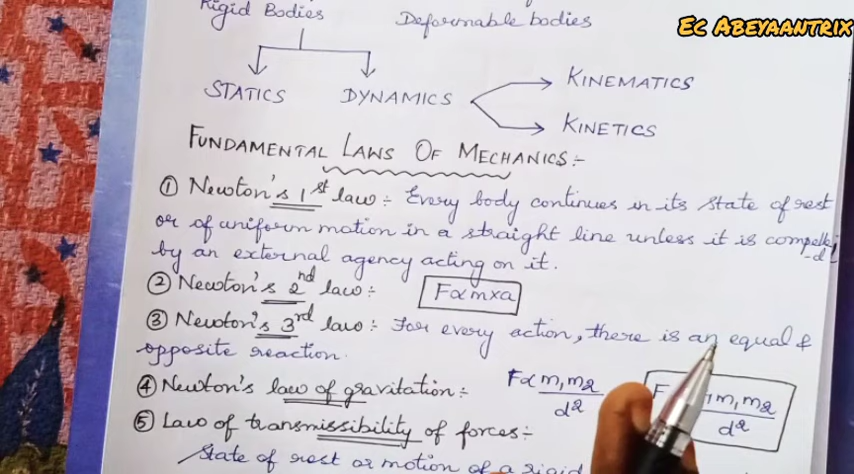 Rigid Bodies Deformable bodies
Ec Abeyaantrix
STATICS DYNAMICS KINEMATICS
KINETICS
FUNDAMENTAL LAWS OF MECHANICS:-
① Newton's 1st law :- Every body continues in its state of rest
or of uniform motion in a straight line unless it is compelle
-d
by an external agency acting on it.
② Newton's 2nd law :- F∝m×a
③ Newton's 3rd law :- For every action, there is an equal &
opposite reaction.
④ Newton's law of gravitation :- F∝ m₁m₂/d² F m₁m₂/d²
⑤ Law of transmissibility of forces :-
State of rest or motion of a rigid